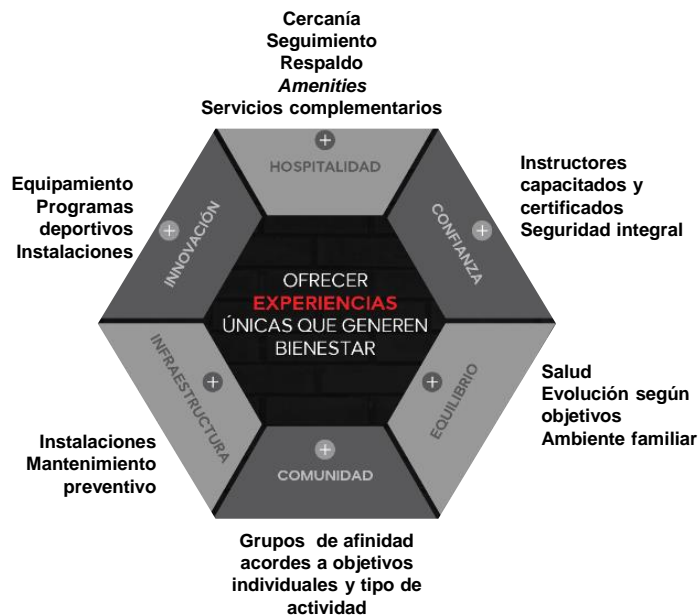 Cercanía
Seguimiento
Respaldo
Amenities
Servicios complementarios
HOSPITALIDAD
Instructores
capacitados y
certificados
Seguridad integral
CONFIANZA
Equipamiento
Programas
deportivos
Instalaciones
INNOVACIÓN
OFRECER
EXPERIENCIAS
ÚNICAS QUE GENEREN
BIENESTAR
Salud
Evolución según
objetivos
Ambiente familiar
EQUILIBRIO
INFRAESTRUCTURA
Instalaciones
Mantenimiento
preventivo
COMUNIDAD
Grupos de afinidad
acordes a objetivos
individuales y tipo de
actividad